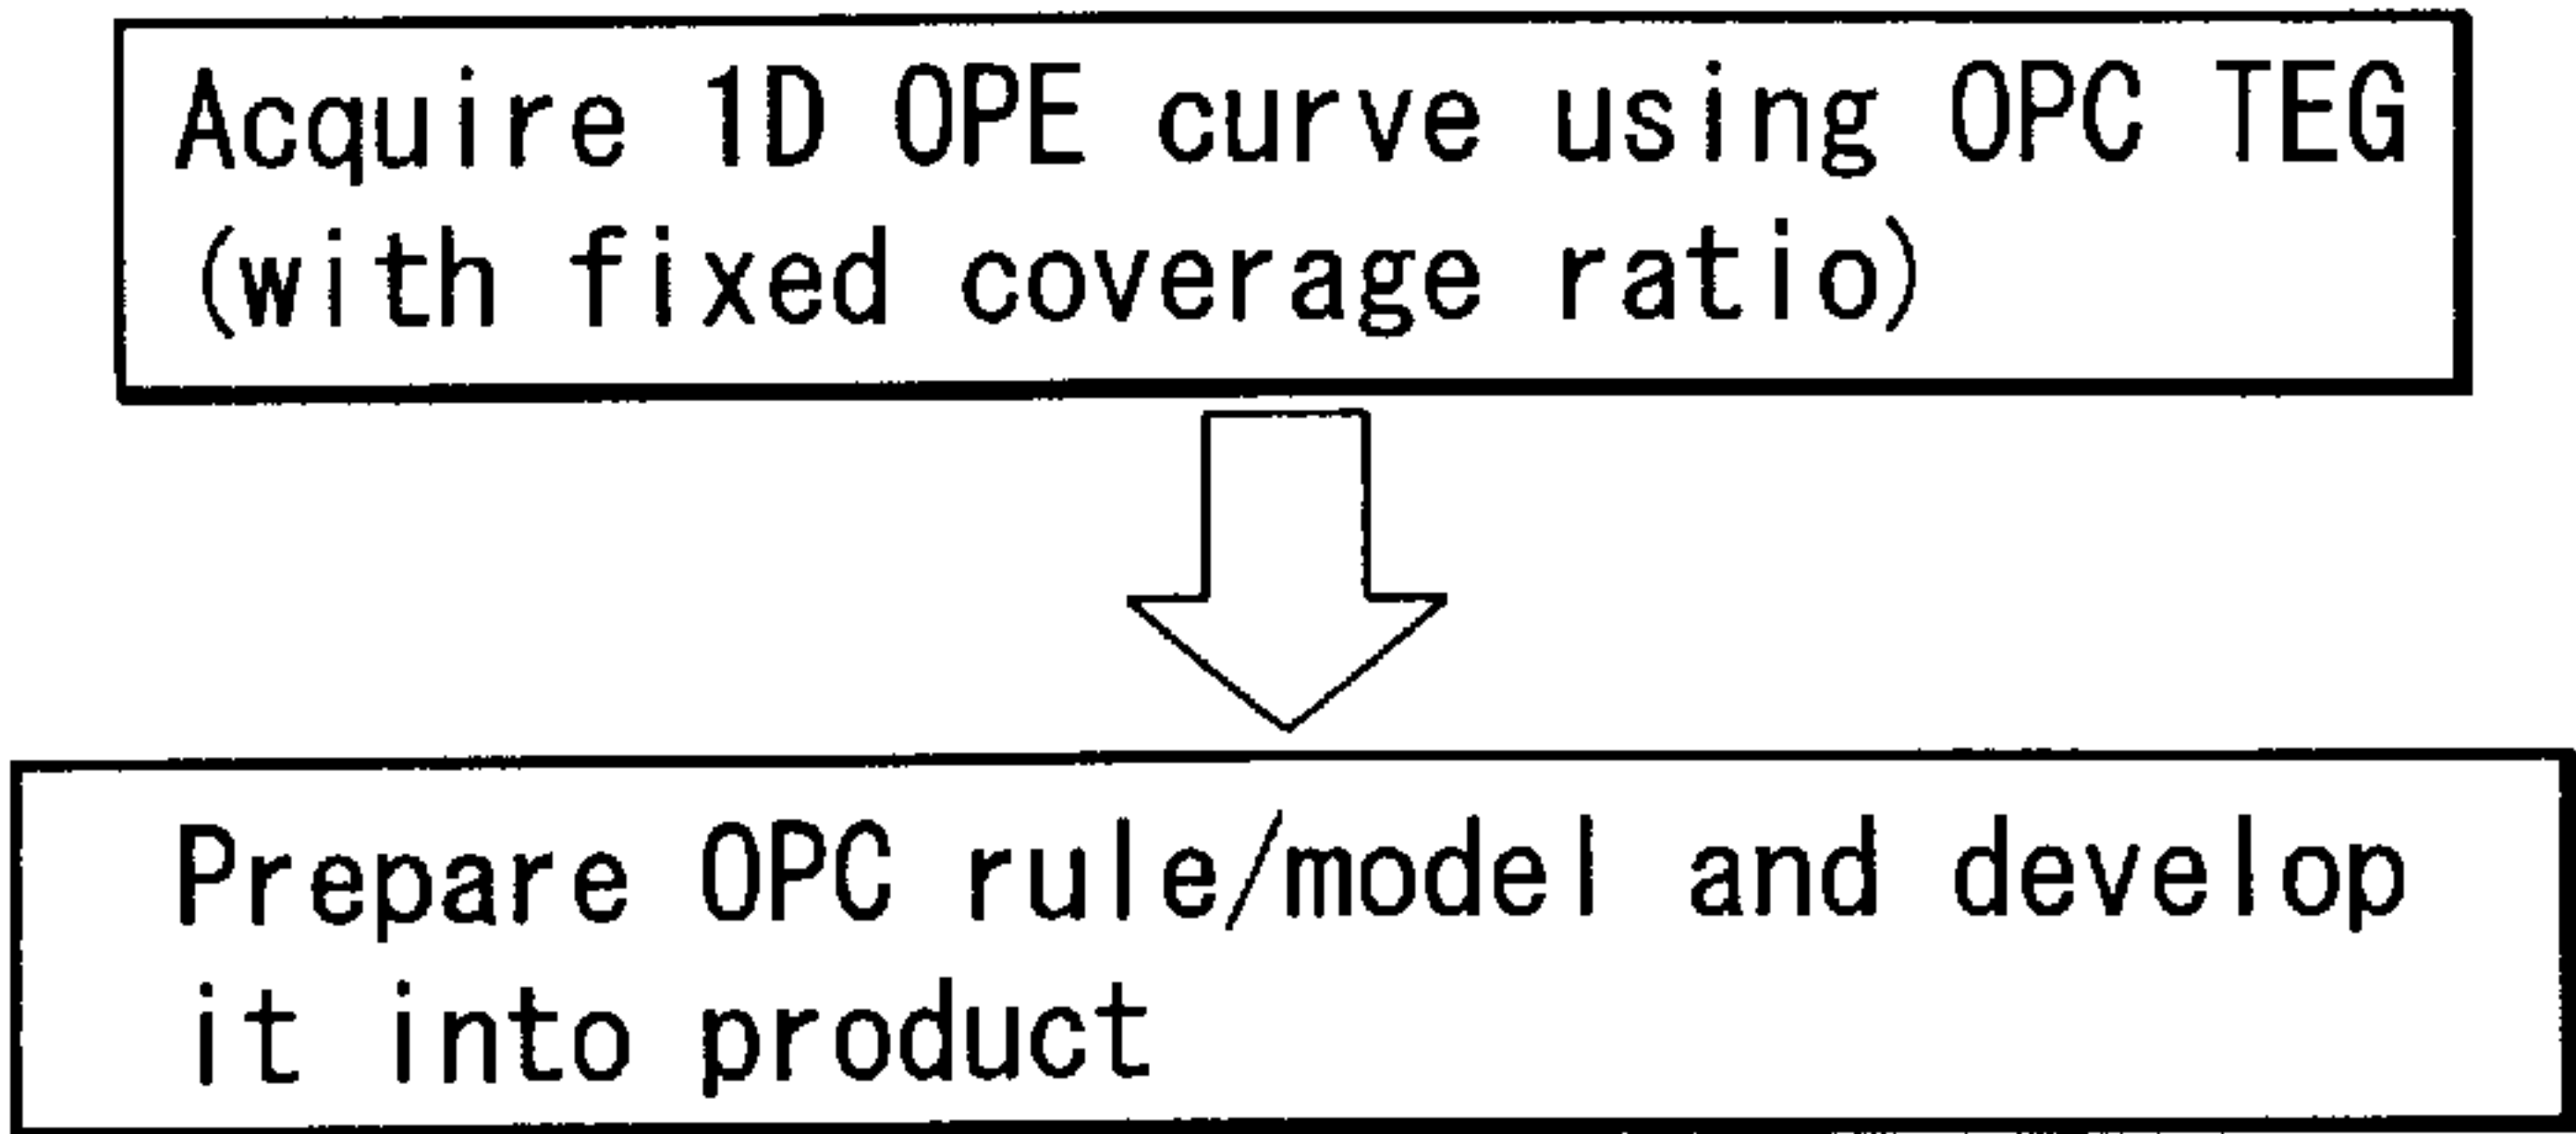 Acquire 1D OPE curve using OPC TEG
(with fixed coverage ratio)
Prepare OPC rule/model and develop
it into product